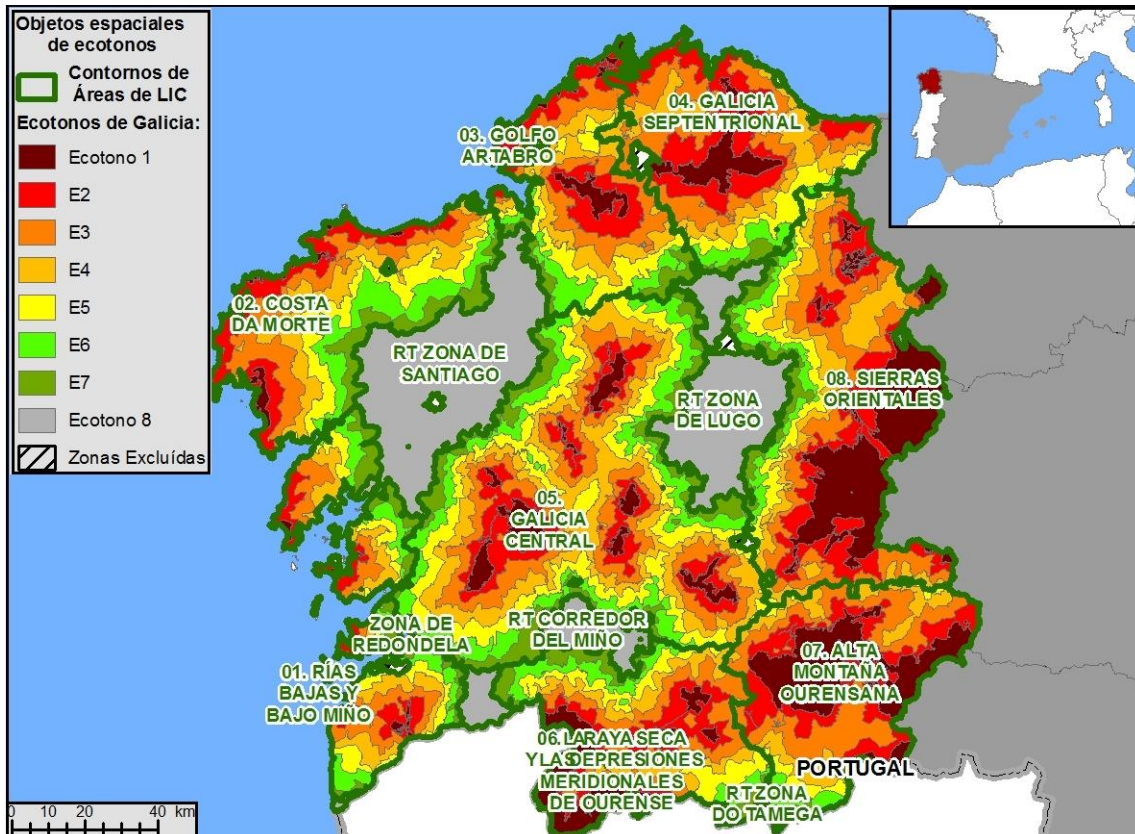 Objetos espaciales
de ecotonos
Contornos de
Áreas de LIC
Ecotonos de Galicia:
Ecotono 1
E2
E3
E4
E5
E6
E7
Ecotono 8
Zonas Excluídas
04. GALICIA
SEPTENTRIONAL
03. GOLFO
ARTABRO
02. COSTA
DA MORTE
RT ZONA DE
SANTIAGO
RT ZONA
DE LUGO
08. SIERRAS
ORIENTALES
05.
GALICIA
CENTRAL
ZONA DE
REDONDELA
RT CORREDOR
DEL MIÑO
01. RÍAS
BAJAS Y
BAJO MIÑO
07. ALTA
MONTAÑA
OURENSANA
06. LA RAYA SECA
Y LAS DEPRESIONES
MERIDIONALES
DE OURENSE
PORTUGAL
RT ZONA
DO TAMEGA
0 10 20 40 km